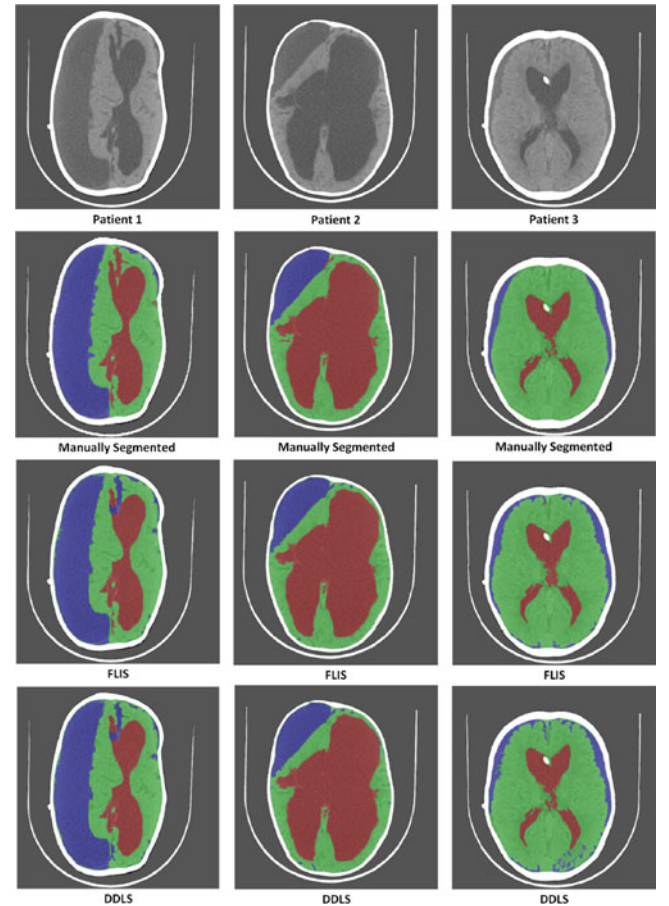 Patient 1 Patient 2 Patient 3
Manually Segmented Manually Segmented Manually Segmented
FLIS FLIS FLIS
DDLS DDLS DDLS